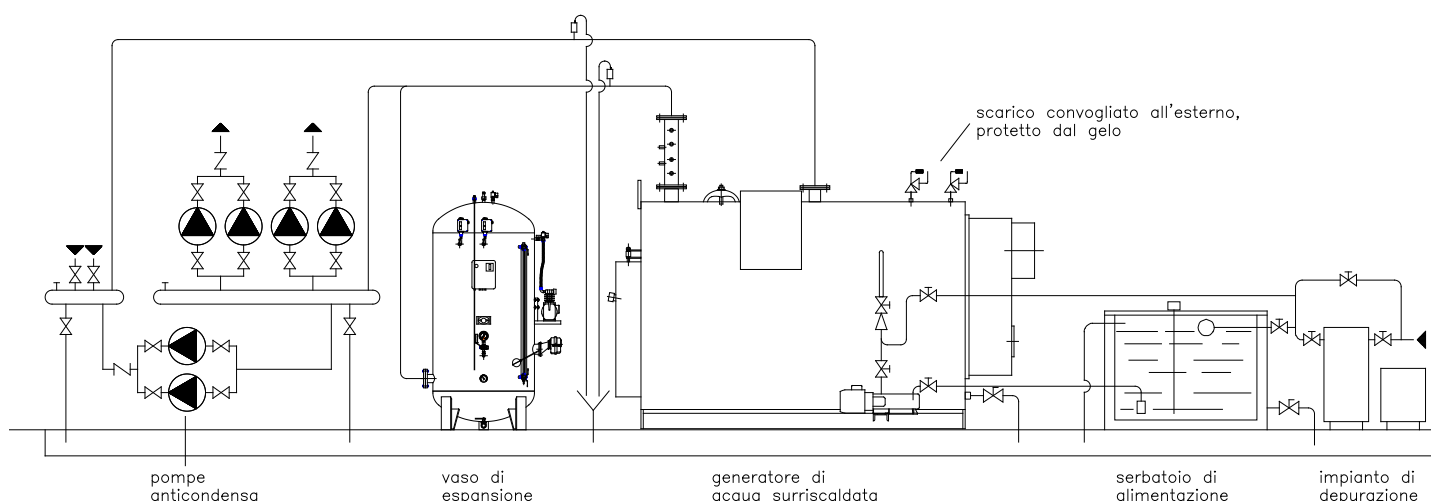 scarico convogliato all'esterno,
protetto dal gelo
pompe
anticondensa
vaso di
espansione
generatore di
acqua surriscaldata
serbatoio di
alimentazione
impianto di
depurazione